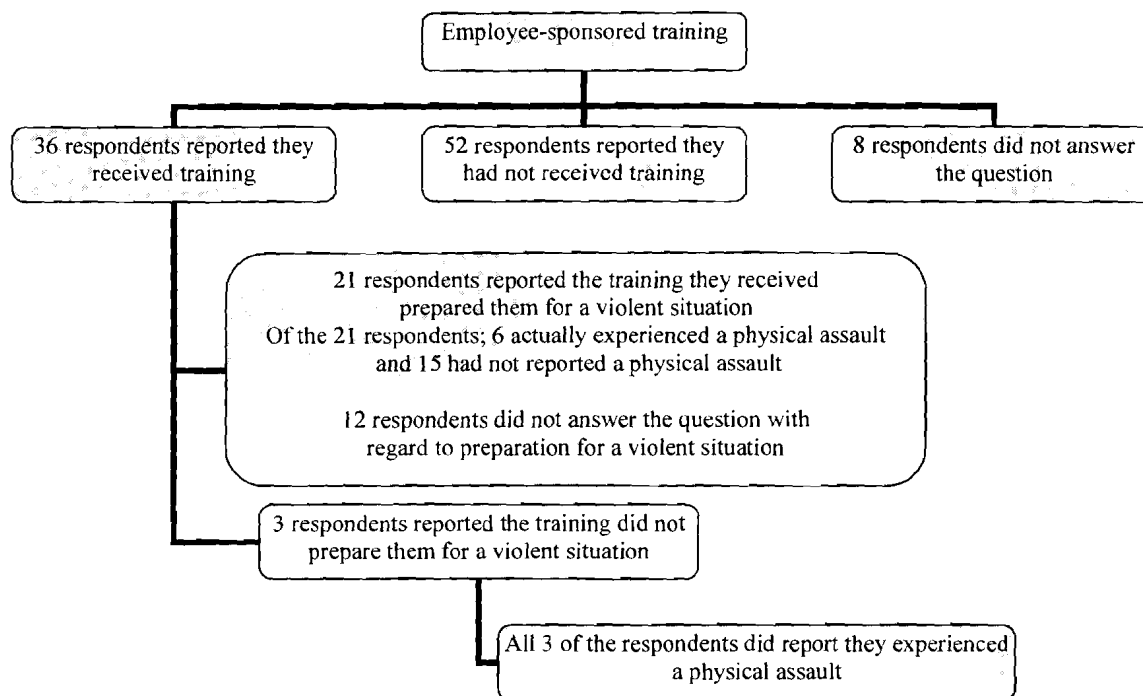 Employee-sponsored training
36 respondents reported they
received training
52 respondents reported they
had not received training
8 respondents did not answer
the question
21 respondents reported the training they received
prepared them for a violent situation
Of the 21 respondents; 6 actually experienced a physical assault
and 15 had not reported a physical assault
12 respondents did not answer the question with
regard to preparation for a violent situation
3 respondents reported the training did not
prepare them for a violent situation
All 3 of the respondents did report they experienced
a physical assault